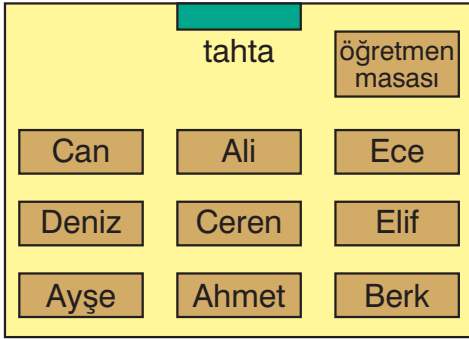 tahta
öğretmen
masası
Can Ali Ece
Deniz Ceren Elif
Ayşe Ahmet Berk